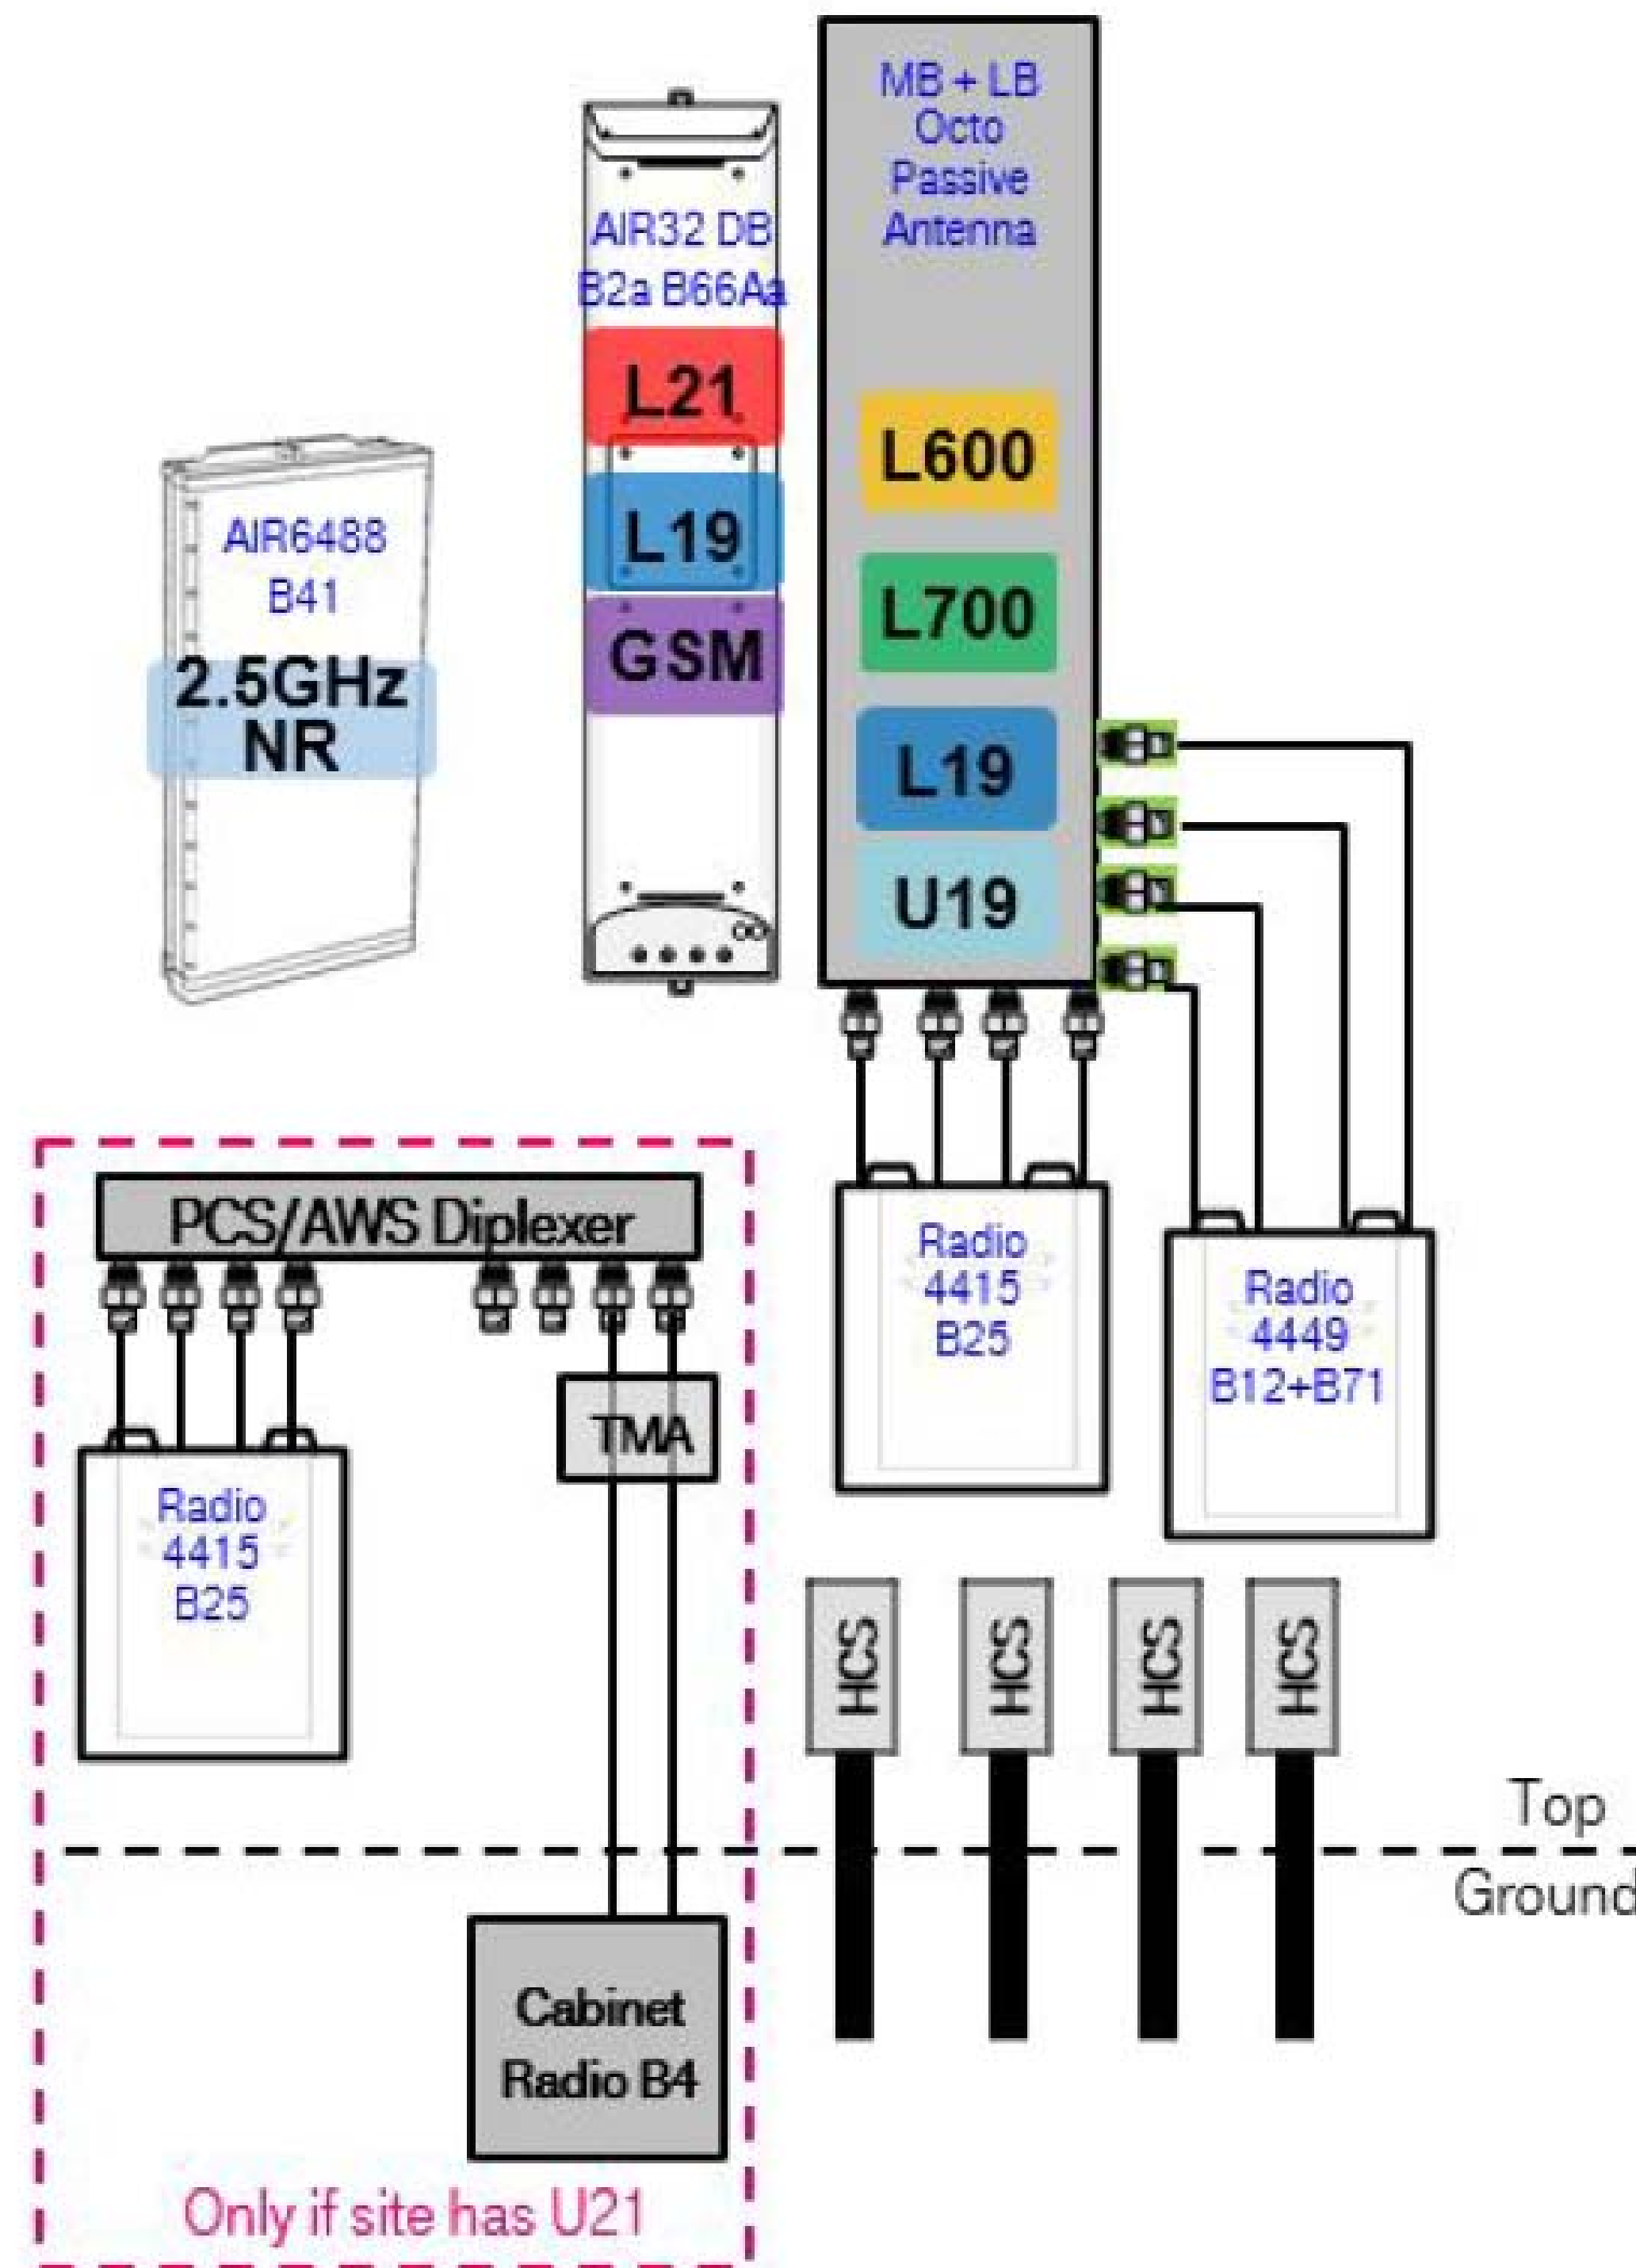 MB + LB
Octo
Passive
Antenna
AIR32 DB
B2a B66Aa
L21
L19
GSM
L600
L700
L19
U19
AIR6488
B41
2.5GHz
NR
PCS/AWS Diplexer
TMA
Radio
4415
B25
Radio
4415
B25
Radio
4449
B12+B71
HCS
HCS
HCS
HCS
Top
Ground
Cabinet
Radio B4
Only if site has U21